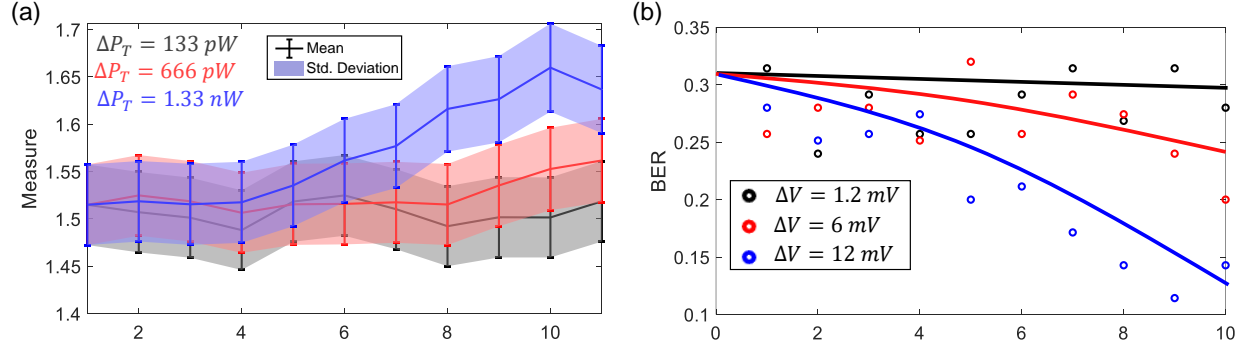 (a)
1.7
1.65
1.6
1.55
1.5
1.45
1.4
Measure
ΔP_T = 133 pW
ΔP_T = 666 pW
ΔP_T = 1.33 nW
Mean
Std. Deviation
2 4 6 8 10
(b)
0.35
0.3
0.25
0.2
0.15
0.1
BER
ΔV = 1.2 mV
ΔV = 6 mV
ΔV = 12 mV
0 2 4 6 8 10